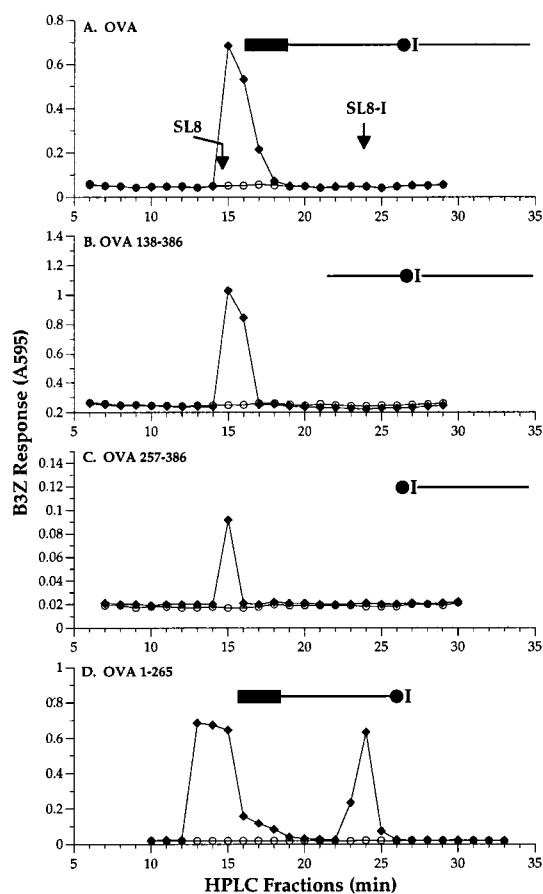 A. OVA
I
SL8
SL8-I
0.8
0.6
0.4
0.2
0
5 10 15 20 25 30 35
B. OVA 138-386
I
1.4
1.2
1
0.8
0.6
0.4
0.2
5 10 15 20 25 30 35
C. OVA 257-386
I
0.14
0.12
0.10
0.08
0.06
0.04
0.02
0
5 10 15 20 25 30 35
D. OVA 1-265
I
1
0.8
0.6
0.4
0.2
0
5 10 15 20 25 30 35
B3Z Response (A595)
HPLC Fractions (min)